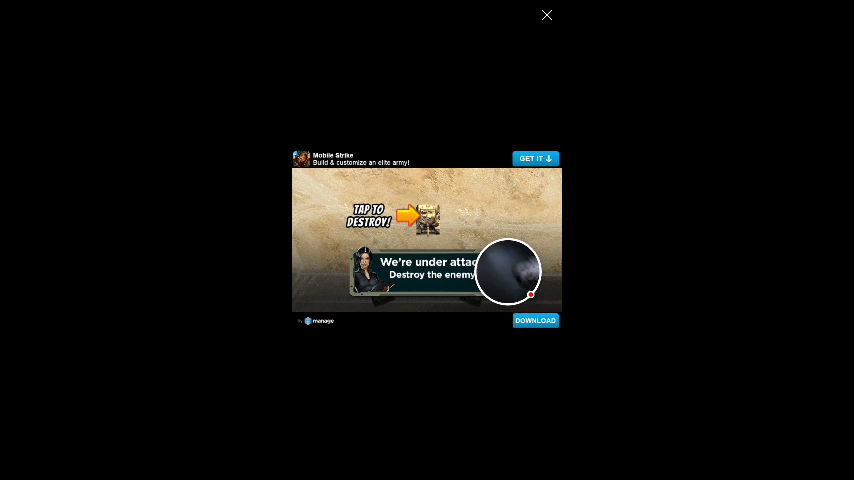 Mobile Strike
Build & customize an elite army!
GET IT
TAP TO
DESTROY!
We're under attac
Destroy the enemy
manage
DOWNLOAD